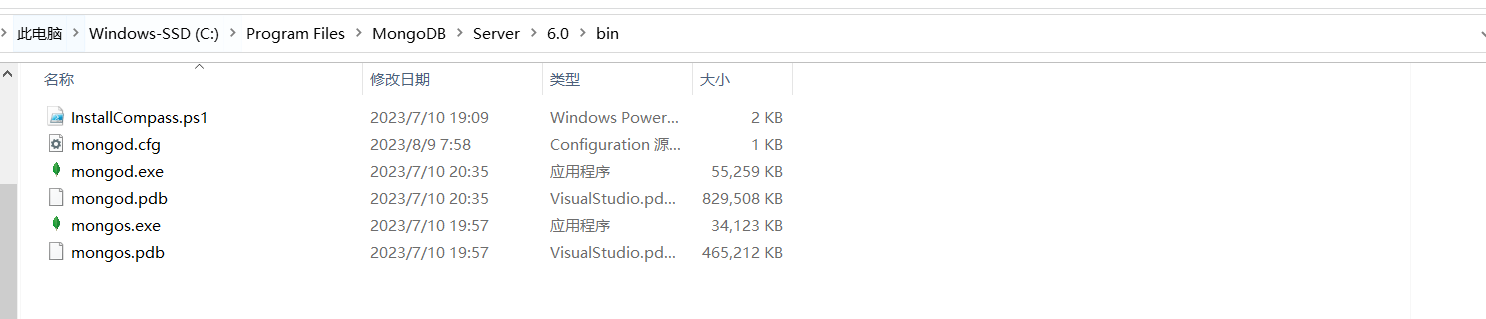 此电脑 > Windows-SSD (C:) > Program Files > MongoDB > Server > 6.0 > bin
名称 修改日期 类型 大小
InstallCompass.ps1 2023/7/10 19:09 Windows Power... 2 KB
mongod.cfg 2023/8/9 7:58 Configuration 源... 1 KB
mongod.exe 2023/7/10 20:35 应用程序 55,259 KB
mongod.pdb 2023/7/10 20:35 VisualStudio.pd... 829,508 KB
mongos.exe 2023/7/10 19:57 应用程序 34,123 KB
mongos.pdb 2023/7/10 19:57 VisualStudio.pd... 465,212 KB